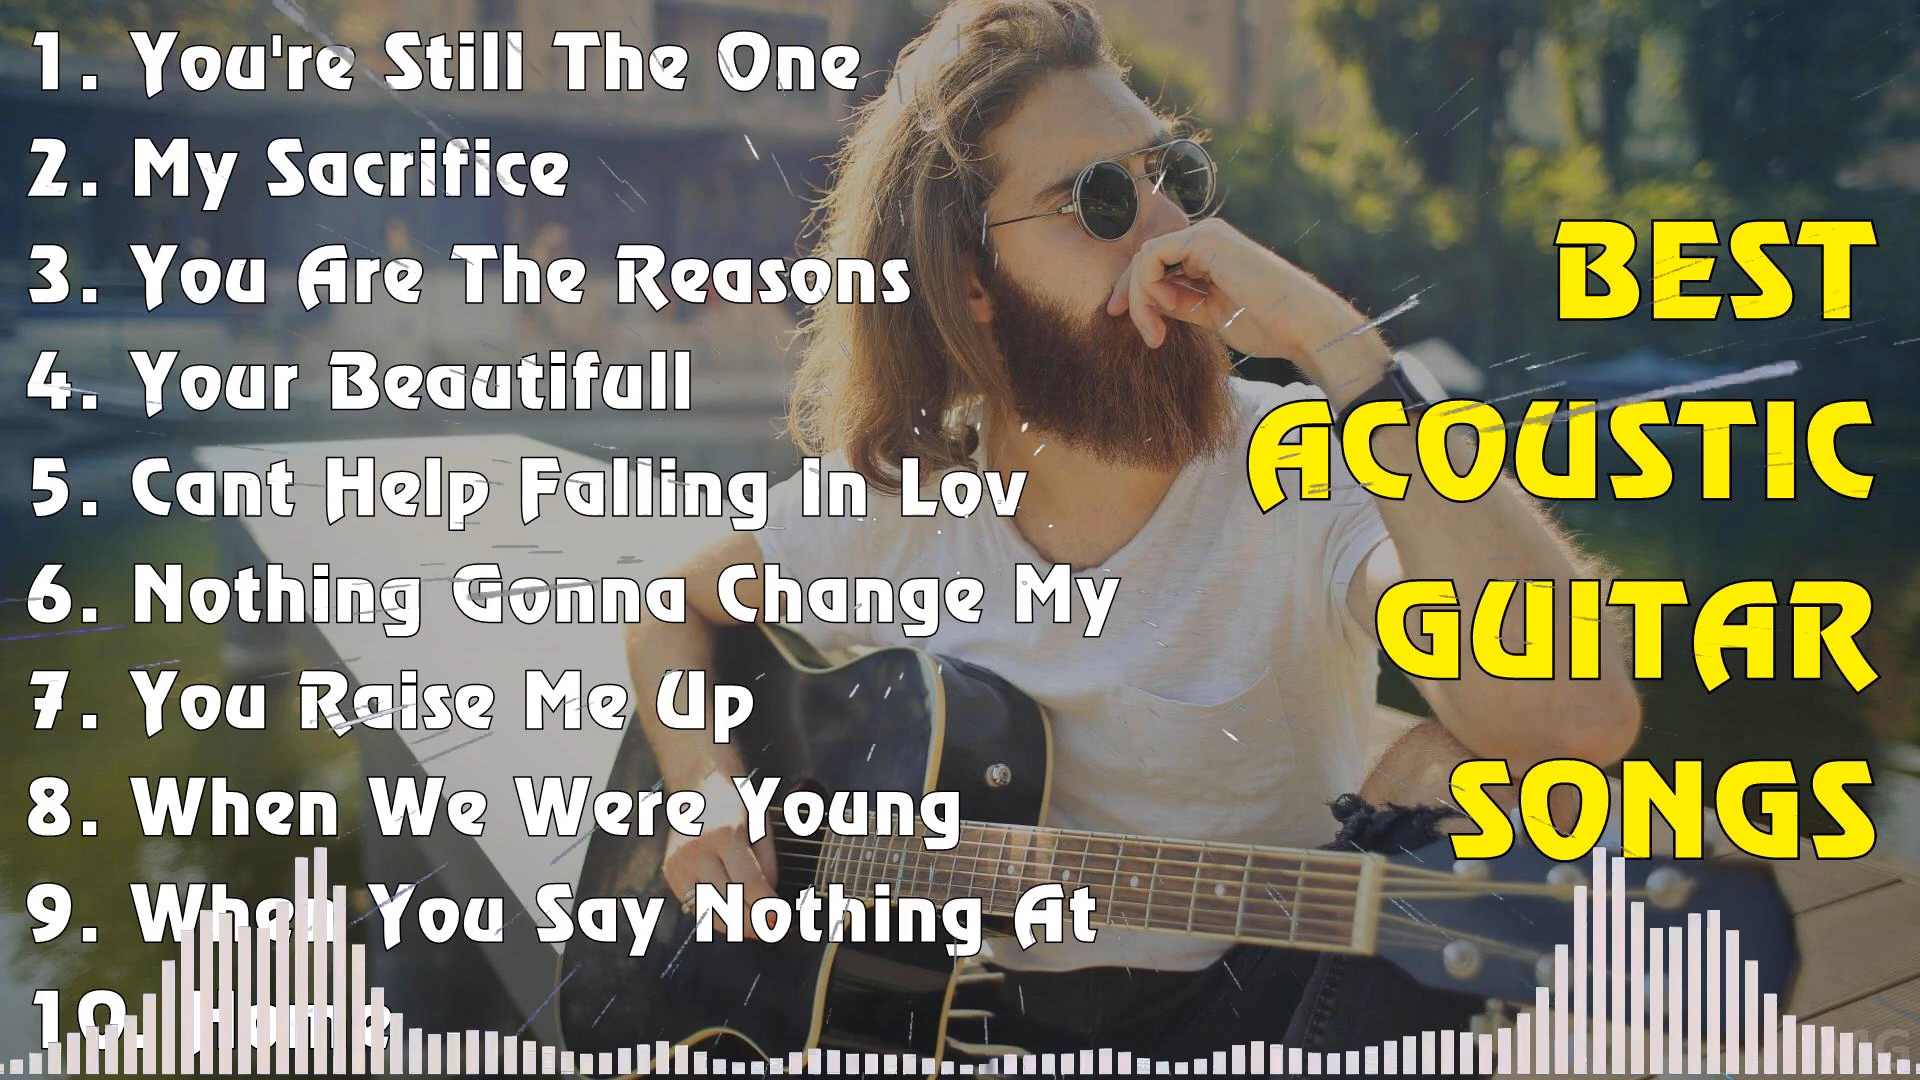 1. You're Still The One
2. My Sacrifice
3. You Are The Reasons
4. Your Beautifull
5. Cant Help Falling In Lov
6. Nothing Gonna Change My
7. You Raise Me Up
8. When We Were Young
9. When You Say Nothing At
10. Home
BEST
ACOUSTIC
GUITAR
SONGS